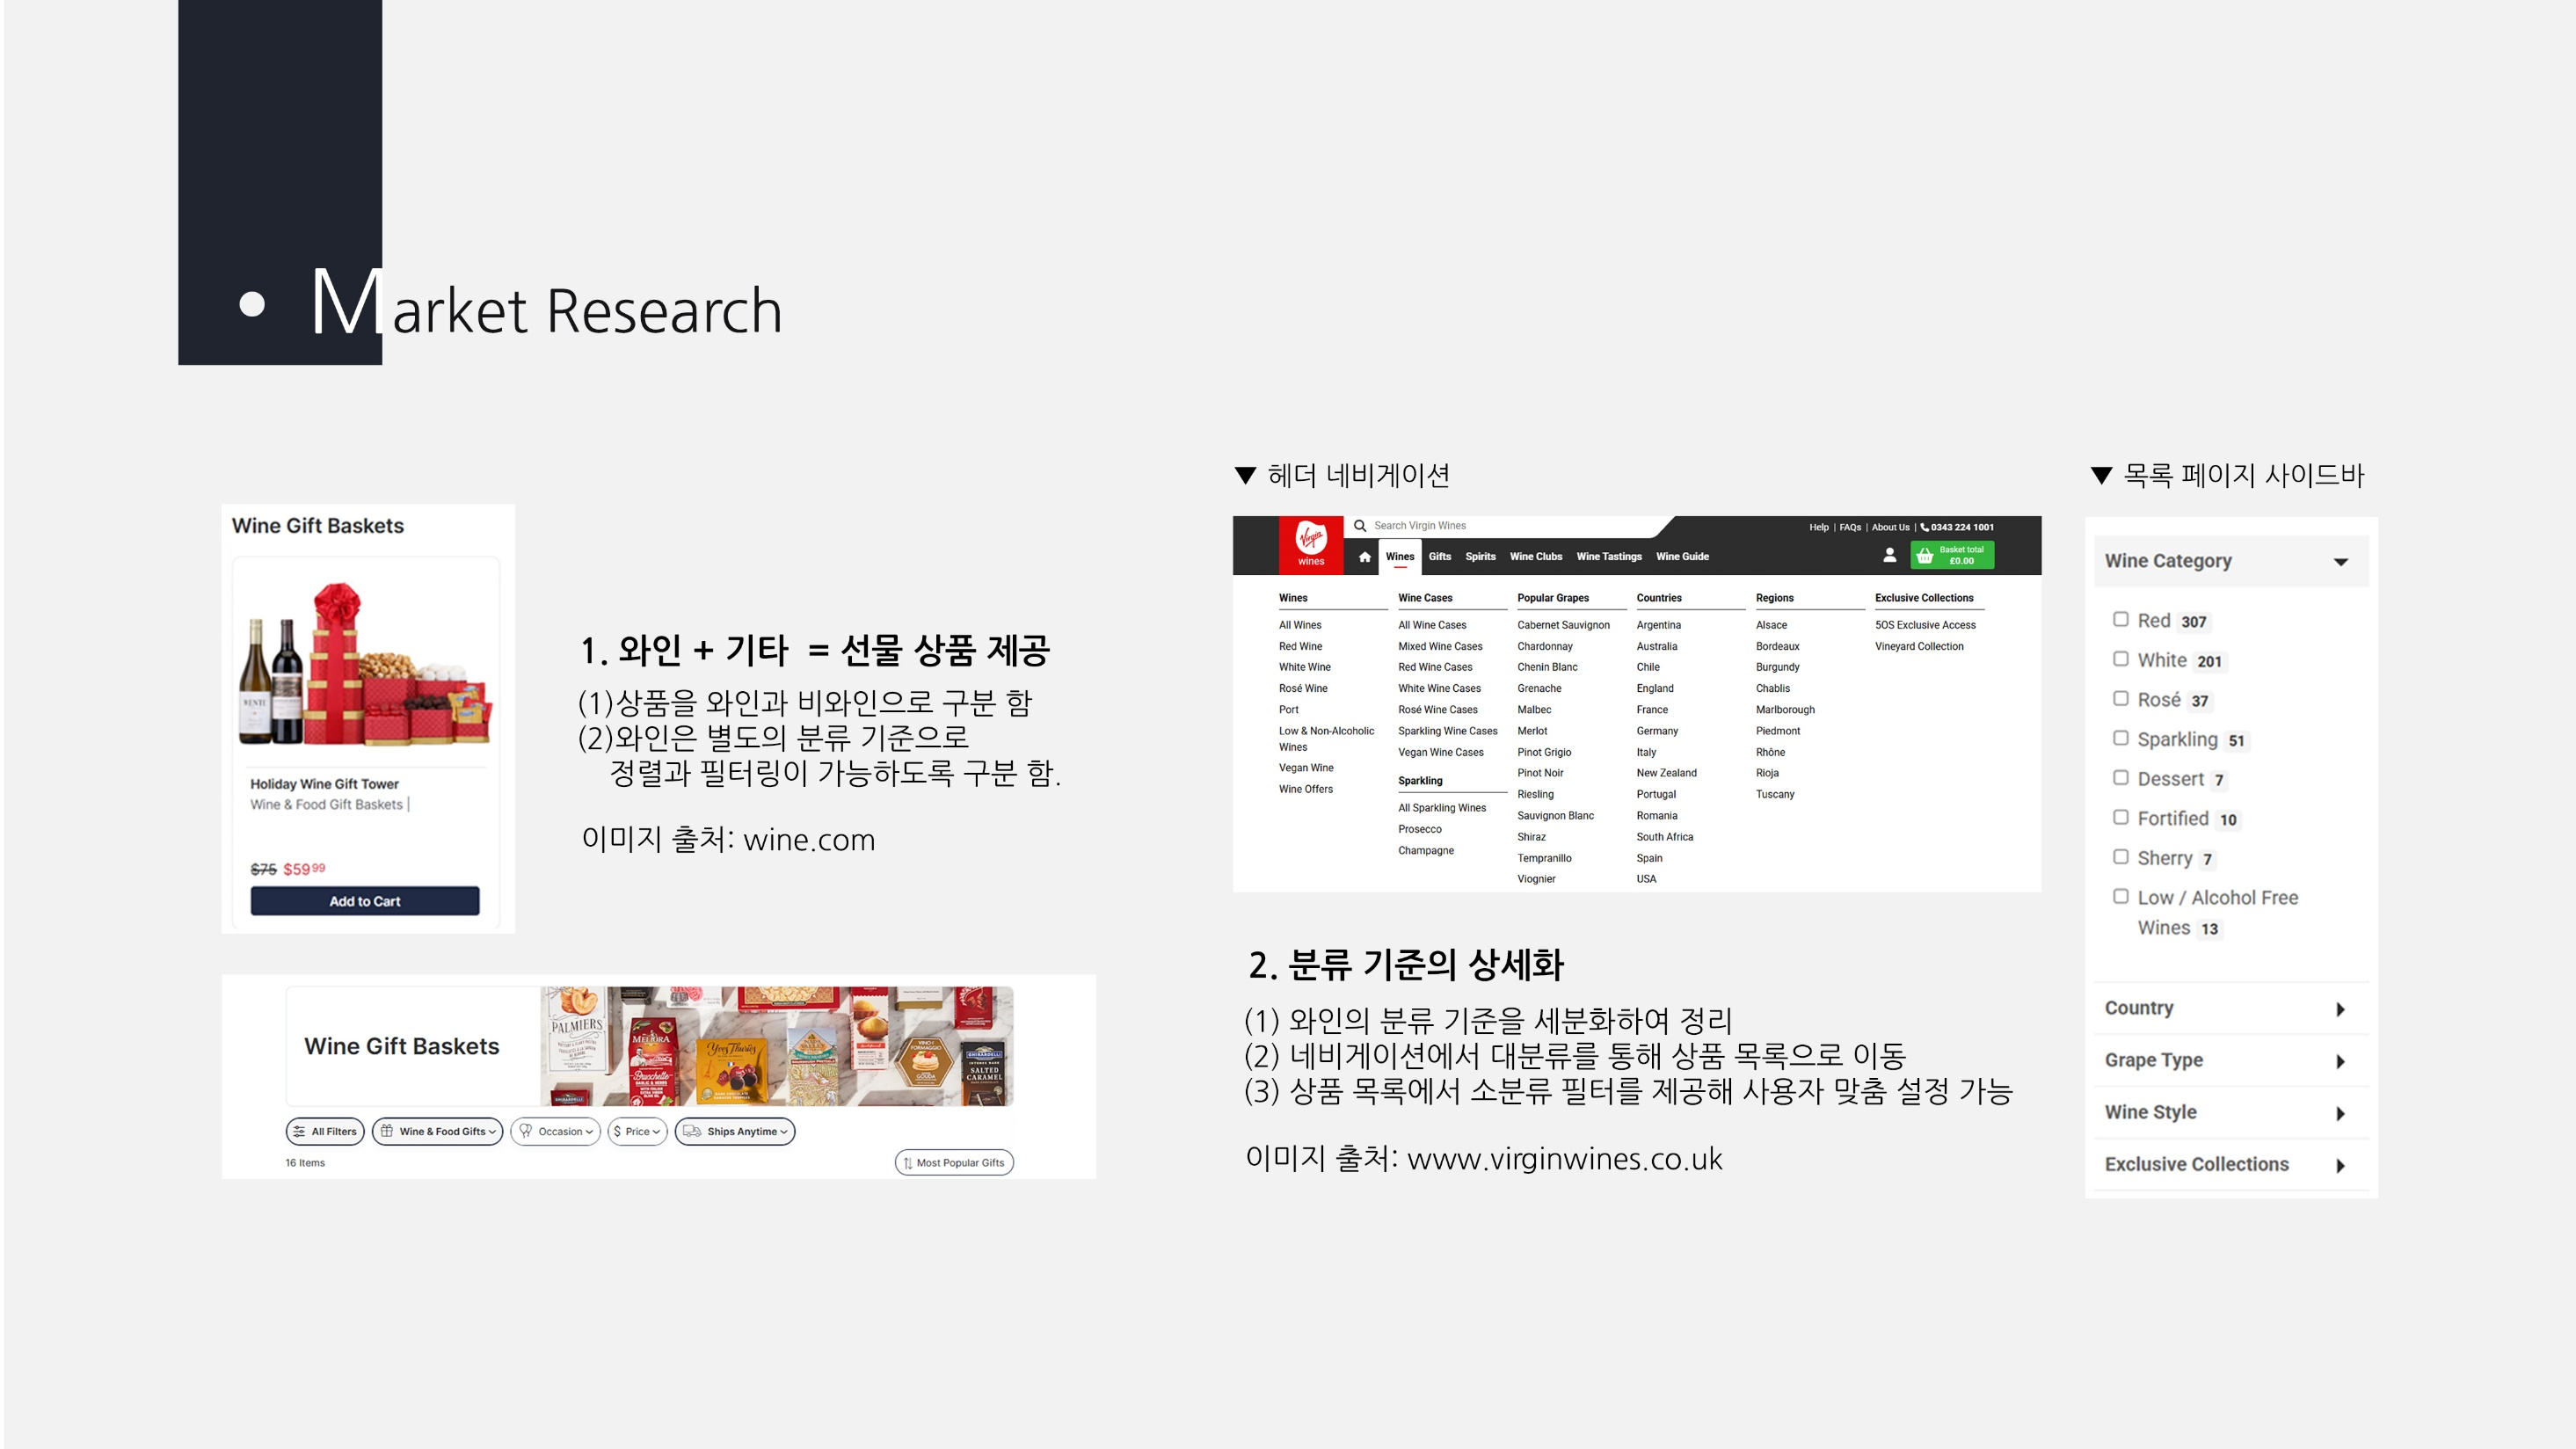 • Market Research
Wine Gift Baskets
Holiday Wine Gift Tower
Wine & Food Gift Baskets |
$75 $59 99
Add to Cart
1. 와인 + 기타 = 선물 상품 제공
(1)상품을 와인과 비와인으로 구분 함
(2)와인은 별도의 분류 기준으로
정렬과 필터링이 가능하도록 구분 함.
이미지 출처: wine.com
Wine Gift Baskets
PALMIERS
MELIORA
Bruschette
Yves Thuriès
GOUDA
GHIRARDELLI
SALTED
CARAMEL
All Filters
Wine & Food Gifts
Occasion
$ Price
Ships Anytime
16 Items
Most Popular Gifts
▼ 헤더 네비게이션
Virgin
wines
Search Virgin Wines
Help | FAQs | About Us | 0343 224 1001
Wines Gifts Spirits Wine Clubs Wine Tastings Wine Guide
Basket total
£0.00
Wines
All Wines
Red Wine
White Wine
Rosé Wine
Port
Low & Non-Alcoholic
Wines
Vegan Wine
Wine Offers
Wine Cases
All Wine Cases
Mixed Wine Cases
Red Wine Cases
White Wine Cases
Rosé Wine Cases
Sparkling Wine Cases
Vegan Wine Cases
Sparkling
All Sparkling Wines
Prosecco
Champagne
Popular Grapes
Cabernet Sauvignon
Chardonnay
Chenin Blanc
Grenache
Malbec
Merlot
Pinot Grigio
Pinot Noir
Riesling
Sauvignon Blanc
Shiraz
Tempranillo
Viognier
Countries
Argentina
Australia
Chile
England
France
Germany
Italy
New Zealand
Portugal
Romania
South Africa
Spain
USA
Regions
Alsace
Bordeaux
Burgundy
Chablis
Marlborough
Piedmont
Rhône
Rioja
Tuscany
Exclusive Collections
5OS Exclusive Access
Vineyard Collection
2. 분류 기준의 상세화
(1) 와인의 분류 기준을 세분화하여 정리
(2) 네비게이션에서 대분류를 통해 상품 목록으로 이동
(3) 상품 목록에서 소분류 필터를 제공해 사용자 맞춤 설정 가능
이미지 출처: www.virginwines.co.uk
▼ 목록 페이지 사이드바
Wine Category
Red 307
White 201
Rosé 37
Sparkling 51
Dessert 7
Fortified 10
Sherry 7
Low / Alcohol Free
Wines 13
Country
Grape Type
Wine Style
Exclusive Collections